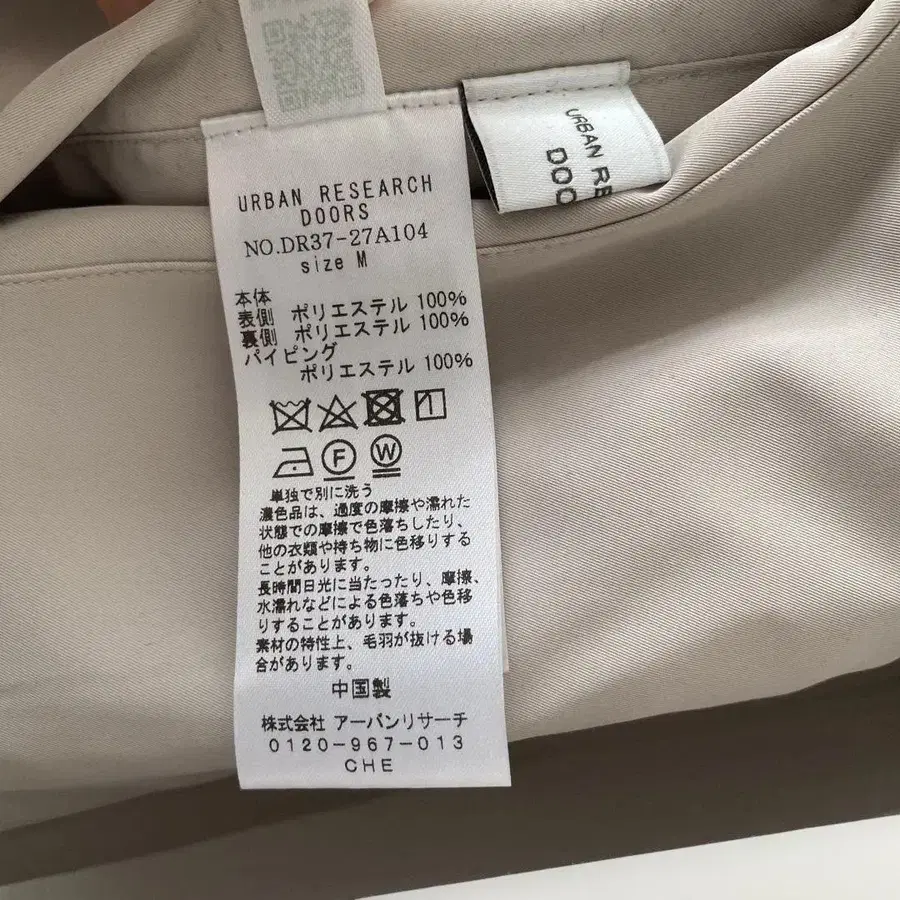 URBAN RESEARCH
DOORS
NO.DR37-27A104
size M
本体
表側 ポリエステル 100%
裏側 ポリエステル 100%
パイピング
ポリエステル 100%
F
W
単独で別に洗う
濃色品は、過度の摩擦や濡れた
状態での摩擦で色落ちしたり、
他の衣類や持ち物に色移りする
ことがあります。
長時間日光に当たったり、摩擦、
水濡れなどによる色落ちや色移
りすることがあります。
素材の特性上、毛羽が抜ける場
合があります。
中国製
株式会社 アーバンリサーチ
0120-967-013
CHE
URBAN RE
DOO